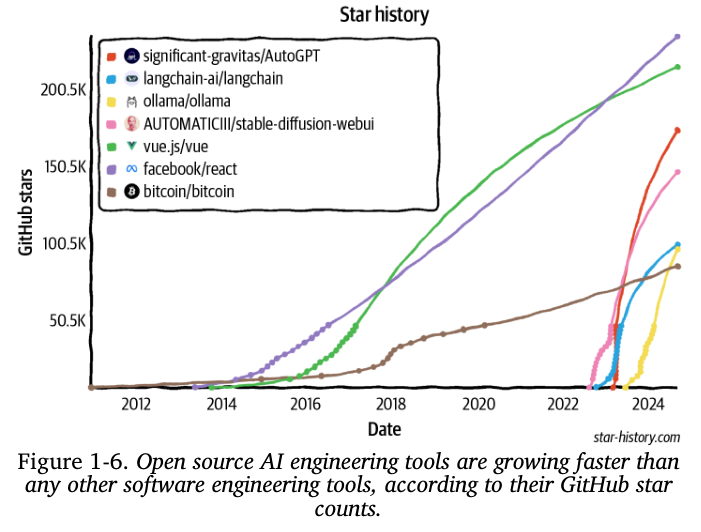 Star history
significant-gravitas/AutoGPT
langchain-ai/langchain
ollama/ollama
AUTOMATICIII/stable-diffusion-webui
vue.js/vue
facebook/react
bitcoin/bitcoin
GitHub stars
200.5K
150.5K
100.5K
50.5K
2012 2014 2016 2018 2020 2022 2024
Date
star-history.com
Figure 1-6. Open source AI engineering tools are growing faster than
any other software engineering tools, according to their GitHub star
counts.